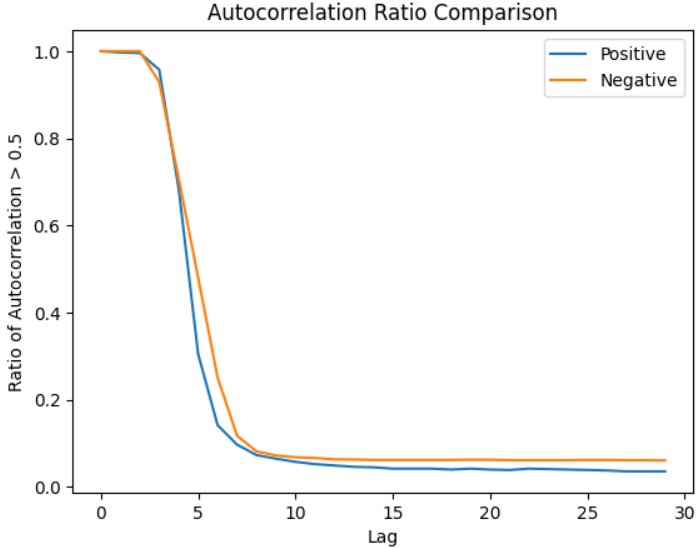 Autocorrelation Ratio Comparison
Positive
Negative
Ratio of Autocorrelation > 0.5
1.0
0.8
0.6
0.4
0.2
0.0
0 5 10 15 20 25 30
Lag